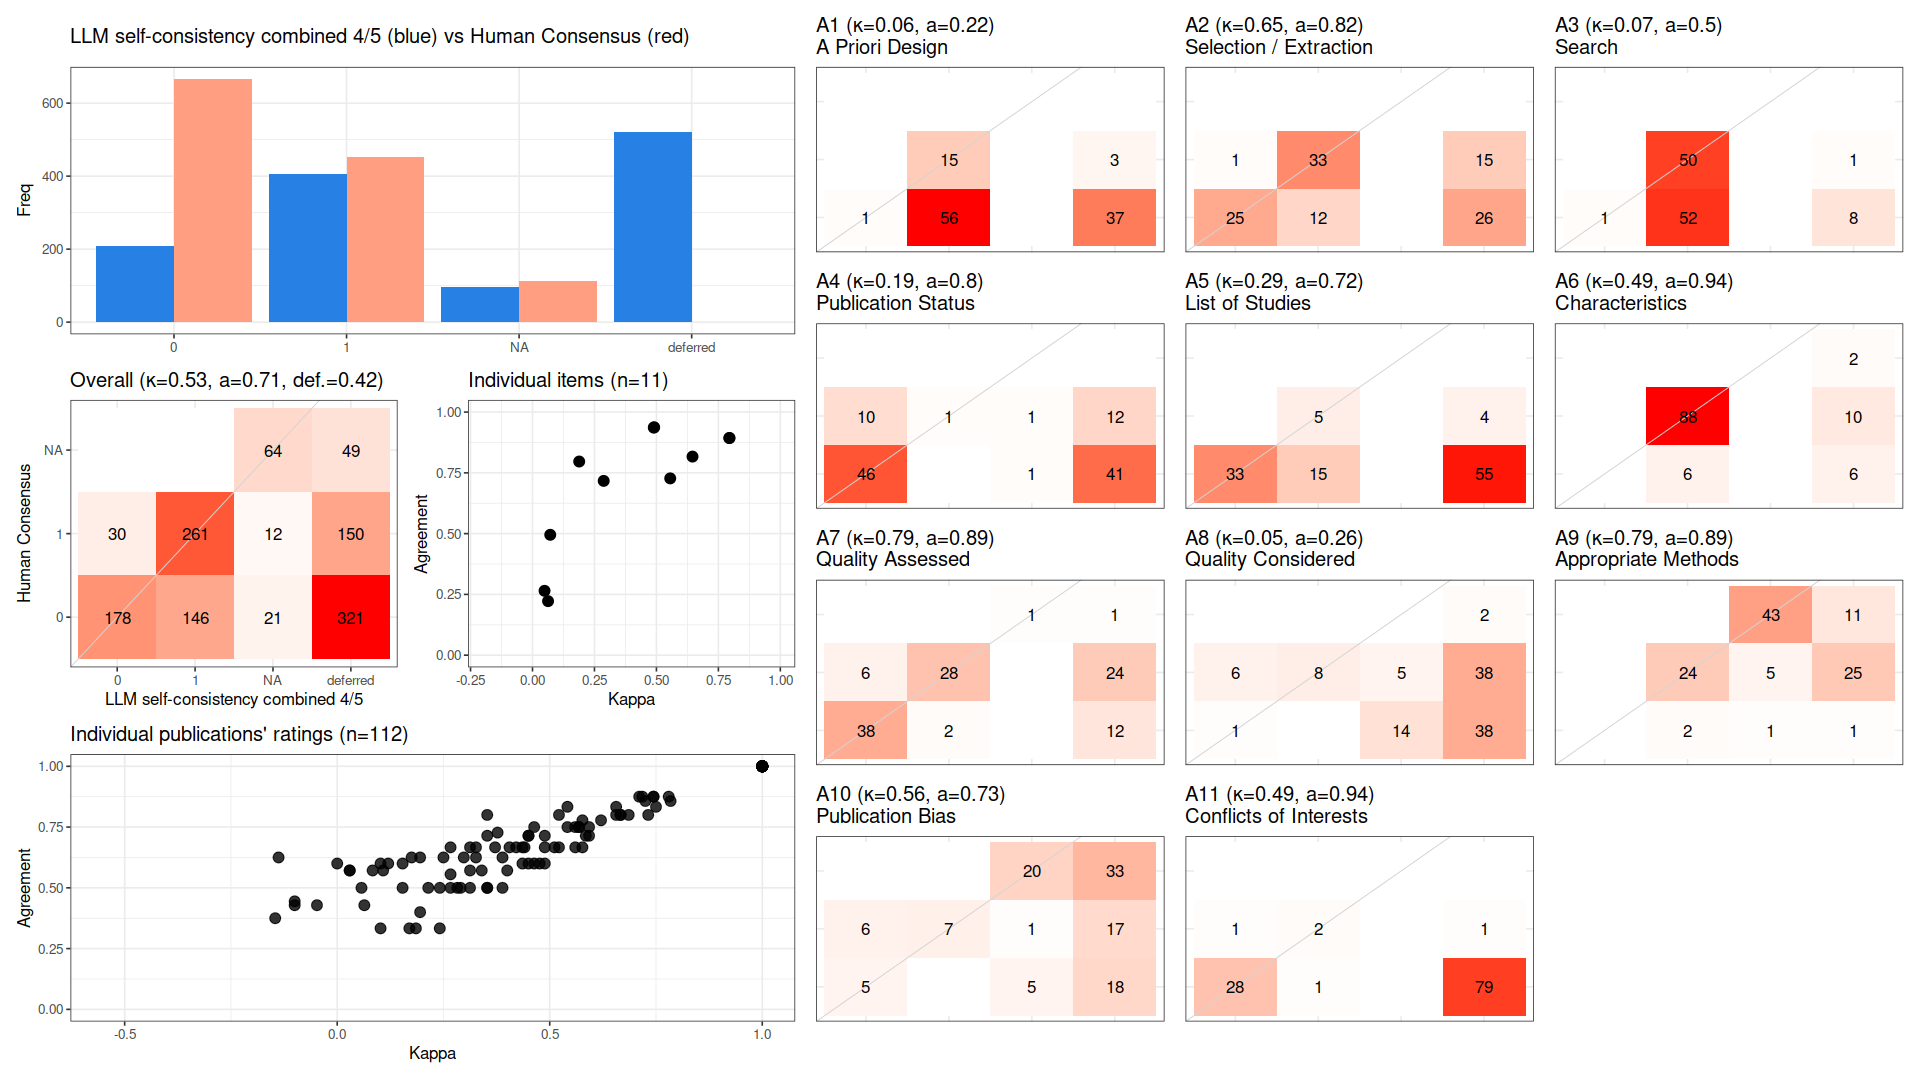 LLM self-consistency combined 4/5 (blue) vs Human Consensus (red)
Freq
600
400
200
0
0 1 NA deferred
Overall (κ=0.53, a=0.71, def.=0.42)
Human Consensus
NA
1
0
64 49
30 261 12 150
178 146 21 321
0 1 NA deferred
LLM self-consistency combined 4/5
Individual items (n=11)
Agreement
1.00
0.75
0.50
0.25
0.00
-0.25 0.00 0.25 0.50 0.75 1.00
Kappa
Individual publications' ratings (n=112)
Agreement
1.00
0.75
0.50
0.25
0.00
-0.5 0.0 0.5 1.0
Kappa
A1 (κ=0.06, a=0.22)
A Priori Design
15 3
1 56 37
A2 (κ=0.65, a=0.82)
Selection / Extraction
1 33 15
25 12 26
A3 (κ=0.07, a=0.5)
Search
50 1
1 52 8
A4 (κ=0.19, a=0.8)
Publication Status
10 1 1 12
46 1 41
A5 (κ=0.29, a=0.72)
List of Studies
5 4
33 15 55
A6 (κ=0.49, a=0.94)
Characteristics
2
88 10
6 6
A7 (κ=0.79, a=0.89)
Quality Assessed
1 1
6 28 24
38 2 12
A8 (κ=0.05, a=0.26)
Quality Considered
2
6 8 5 38
1 14 38
A9 (κ=0.79, a=0.89)
Appropriate Methods
43 11
24 5 25
2 1 1
A10 (κ=0.56, a=0.73)
Publication Bias
20 33
6 7 1 17
5 5 18
A11 (κ=0.49, a=0.94)
Conflicts of Interests
1 2 1
28 1 79